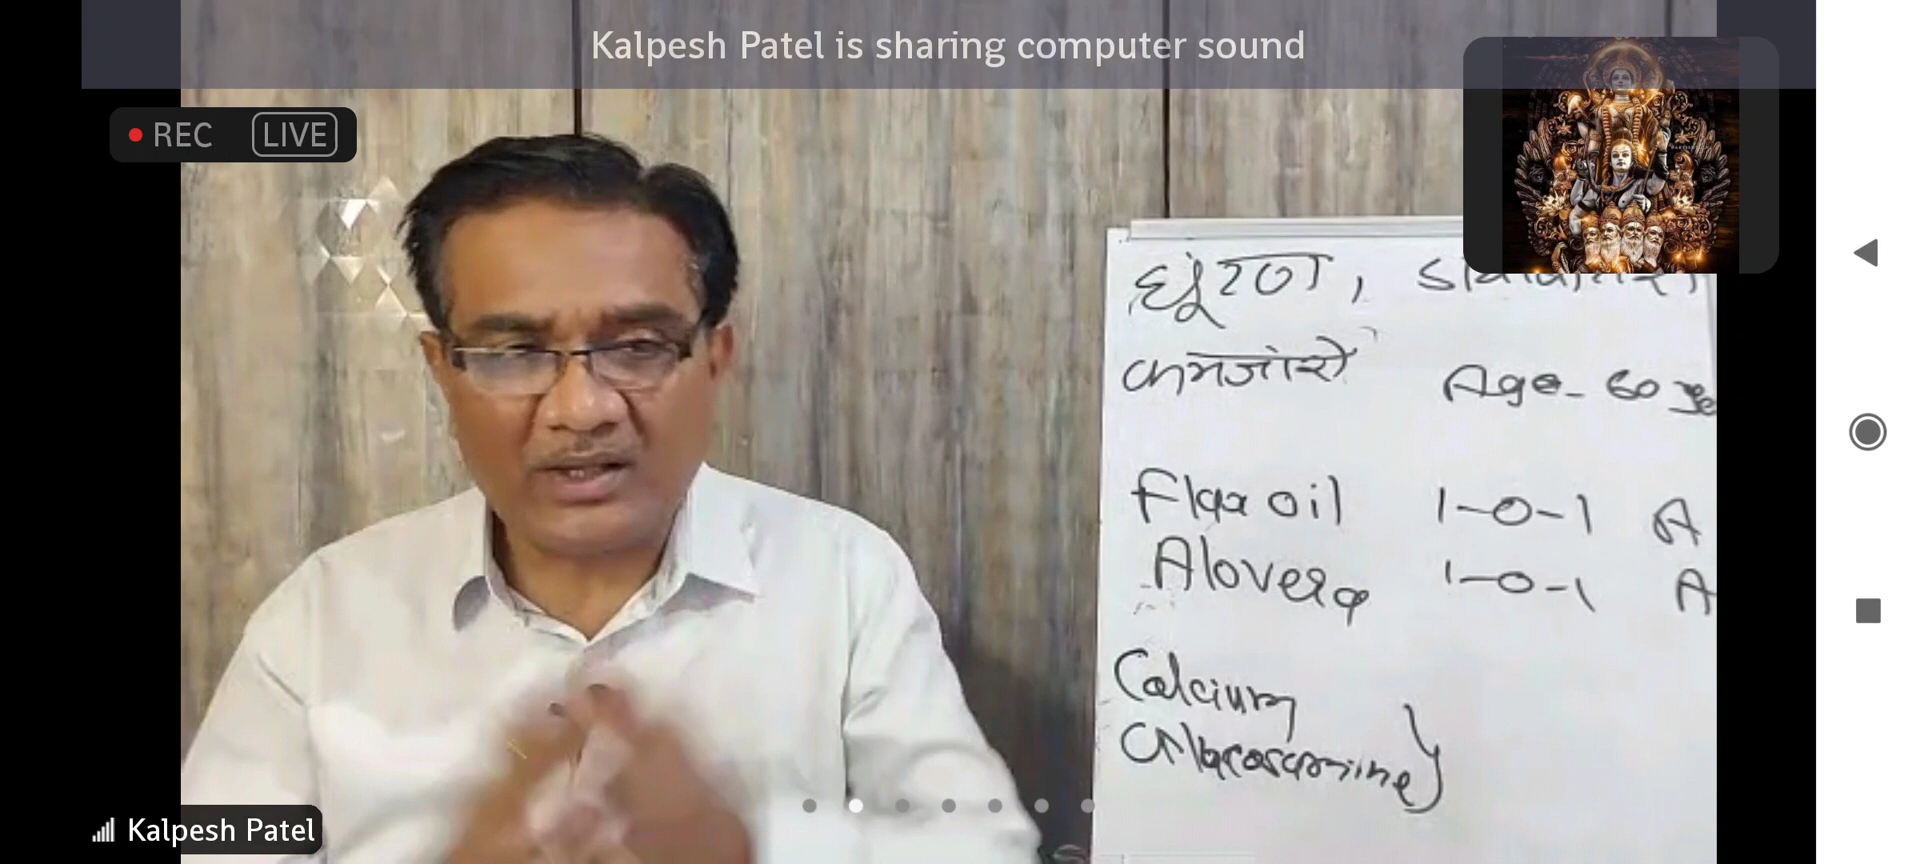 Kalpesh Patel is sharing computer sound
REC LIVE
कमजोरी Age - 60
Flax oil 1-0-1 A
Alovera 1-0-1 A
Calcium
Glucosamine }
Kalpesh Patel